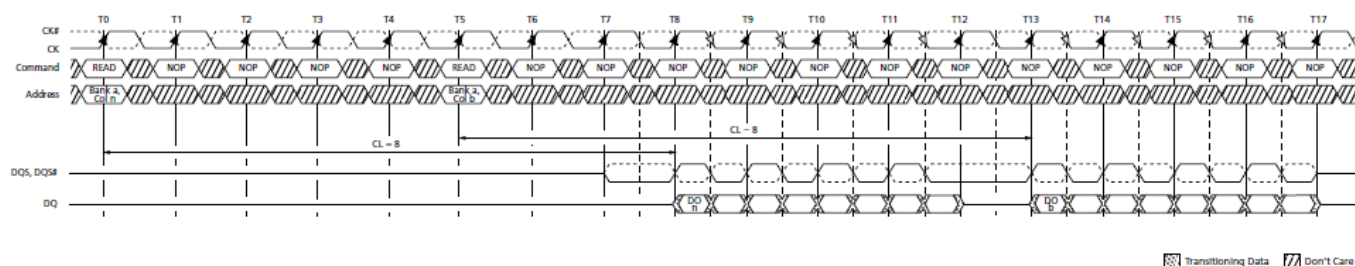 T0 T1 T2 T3 T4 T5 T6 T7 T8 T9 T10 T11 T12 T13 T14 T15 T16 T17
CK#
CK
Command READ NOP NOP NOP NOP READ NOP NOP NOP NOP NOP NOP NOP NOP NOP NOP NOP NOP
Address Bank a, Col n Bank a, Col b
CL = 8
CL = 8
DQS, DQS#
DQ DO n DO b
Transitioning Data Don't Care